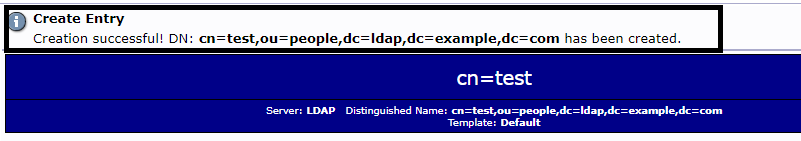 Create Entry
Creation successful! DN: cn=test,ou=people,dc=ldap,dc=example,dc=com has been created.
cn=test
Server: LDAP Distinguished Name: cn=test,ou=people,dc=ldap,dc=example,dc=com
Template: Default